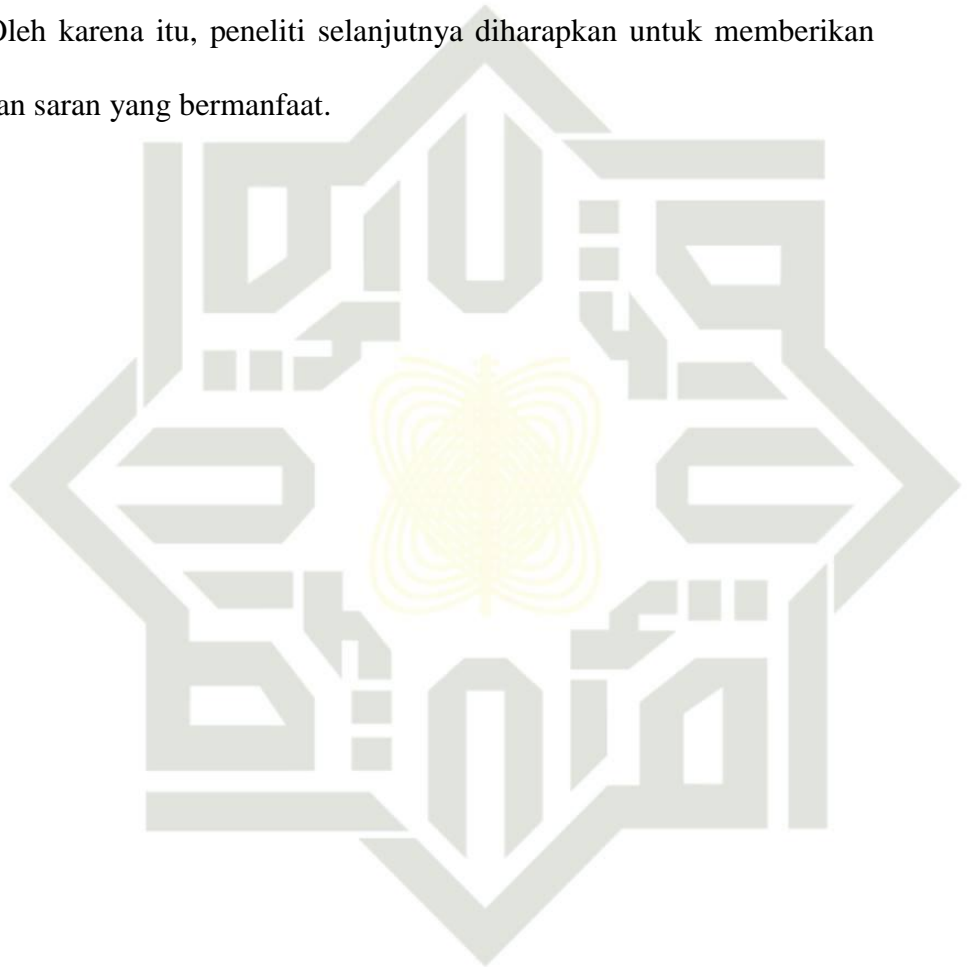 Oleh karena itu, peneliti selanjutnya diharapkan untuk memberikan
an saran yang bermanfaat.